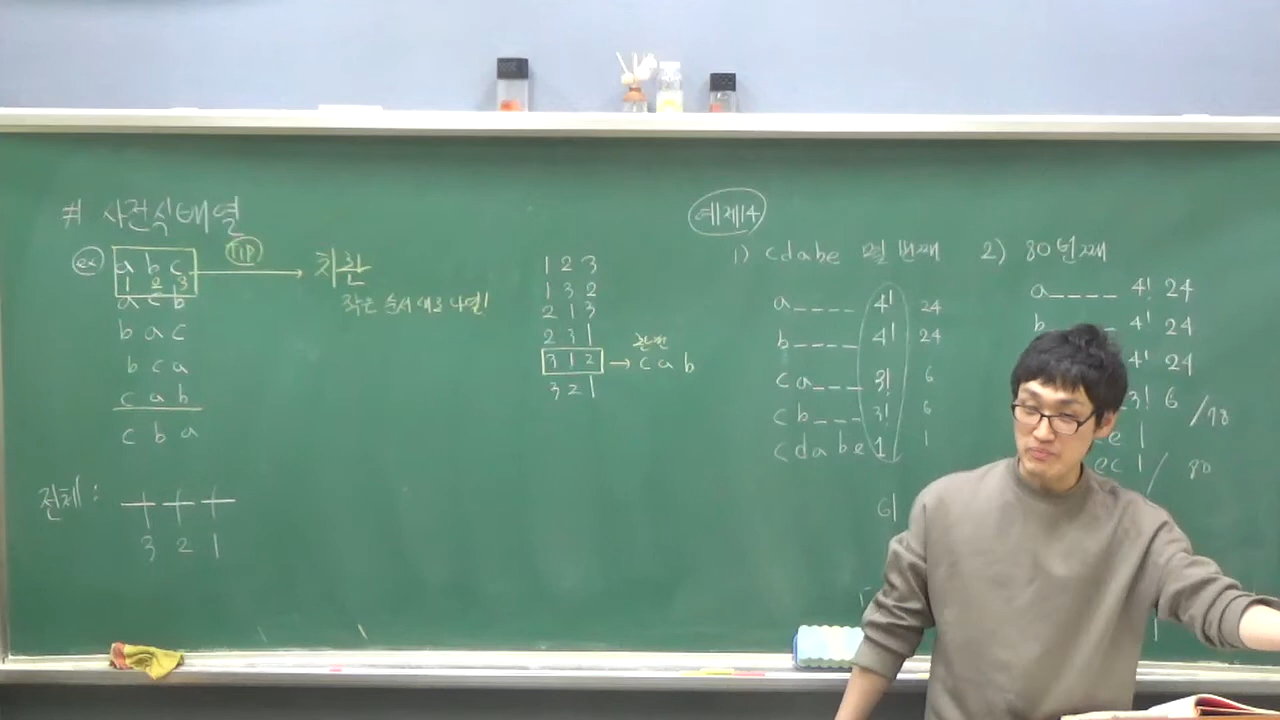 # 사전식배열
ex a b c
1 2 3
TIP
치환
작은 순서 대로 나열!
a c b
b a c
b c a
c a b
c b a
전체 :
3 2 1
1 2 3
1 3 2
2 1 3
2 3 1
3 1 2 → c a b
3 2 1
예제14
1) cdabe 몇 번째
a _ _ _ _ 4! 24
b _ _ _ _ 4! 24
c a _ _ _ 3! 6
c b _ _ _ 3! 6
c d a b e 1 1
61
2) 80번째
a _ _ _ _ 4! 24
b 4! 24
4! 24
3! 6 /78
e 1
ec 1 / 80